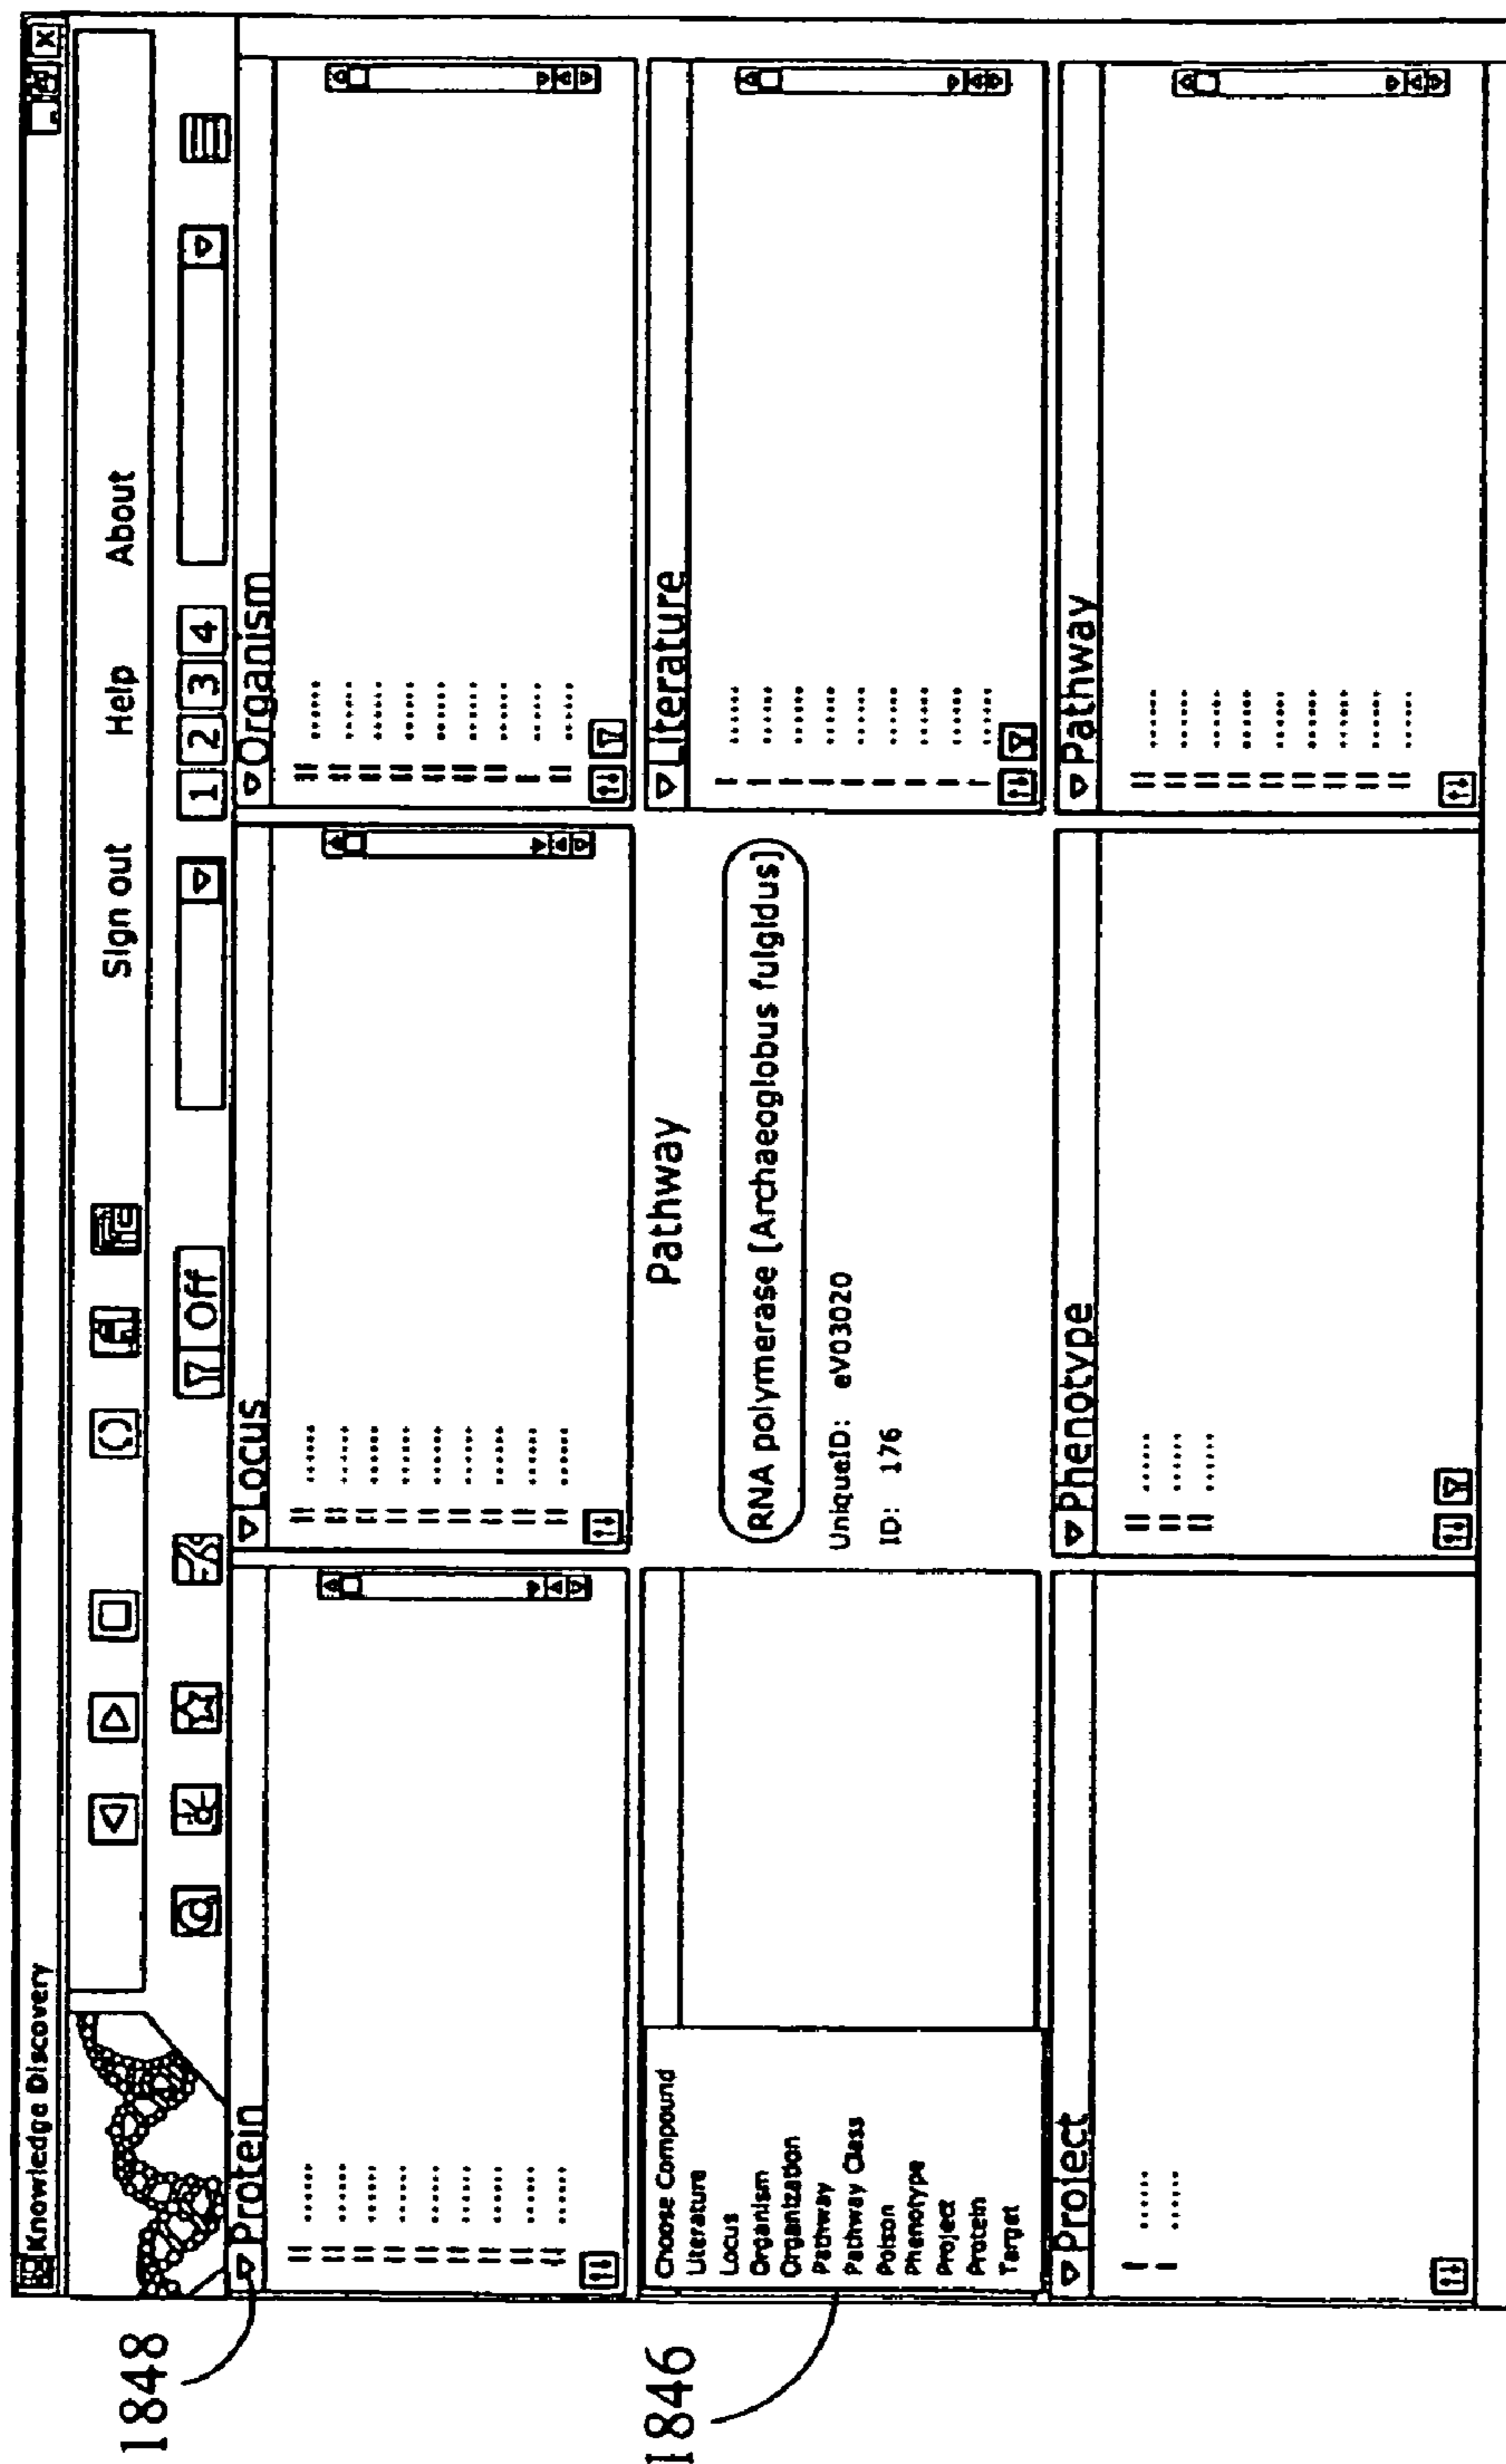 Knowledge Discovery
Sign out Help About
Off 1 2 3 4
1848
Protein
Locus
Organism
1846
Choose Compound
Literature
Locus
Organism
Organization
Pathway
Pathway Class
Poison
Phenotype
Project
Protein
Target
Pathway
RNA polymerase [Archaeoglobus fulgidus]
UniqueID: eV03020
ID: 176
Literature
Project
Phenotype
Pathway